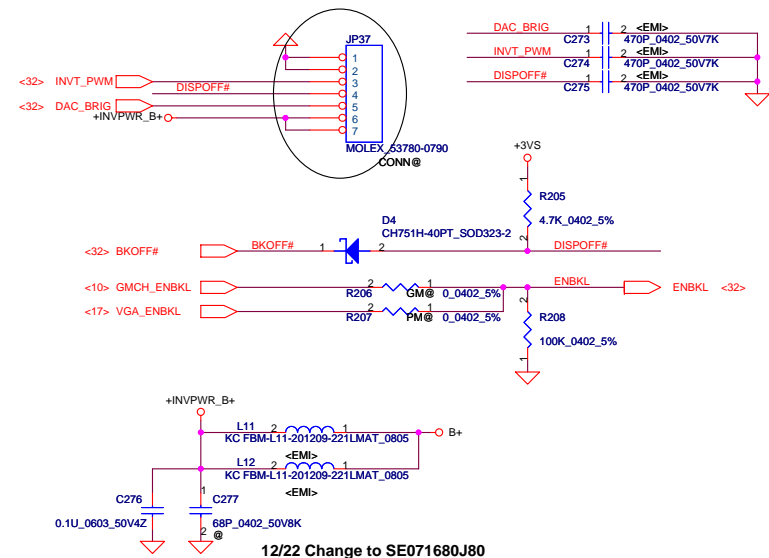 JP37
1
2
3
4
5
6
7
<32> INVT_PWM
DISPOFF#
<32> DAC_BRIG
+INVPWR_B+
MOLEX_53780-0790
CONN@
DAC_BRIG 1 2 <EMI>
C273 470P_0402_50V7K
INVT_PWM 1 2 <EMI>
C274 470P_0402_50V7K
DISPOFF# 1 2 <EMI>
C275 470P_0402_50V7K
+3VS
1
R205
4.7K_0402_5%
2
D4
CH751H-40PT_SOD323-2
<32> BKOFF# BKOFF# 1 2 DISPOFF#
<10> GMCH_ENBKL 2 1 ENBKL ENBKL <32>
R206 GM@ 0_0402_5%
<17> VGA_ENBKL 2 1
R207 PM@ 0_0402_5%
2
R208
100K_0402_5%
1
+INVPWR_B+
L11 2 1 B+
KC FBM-L11-201209-221LMAT_0805
<EMI>
L12 2 1
KC FBM-L11-201209-221LMAT_0805
<EMI>
C276
0.1U_0603_50V4Z
1
C277
68P_0402_50V8K
2
@
12/22 Change to SE071680J80